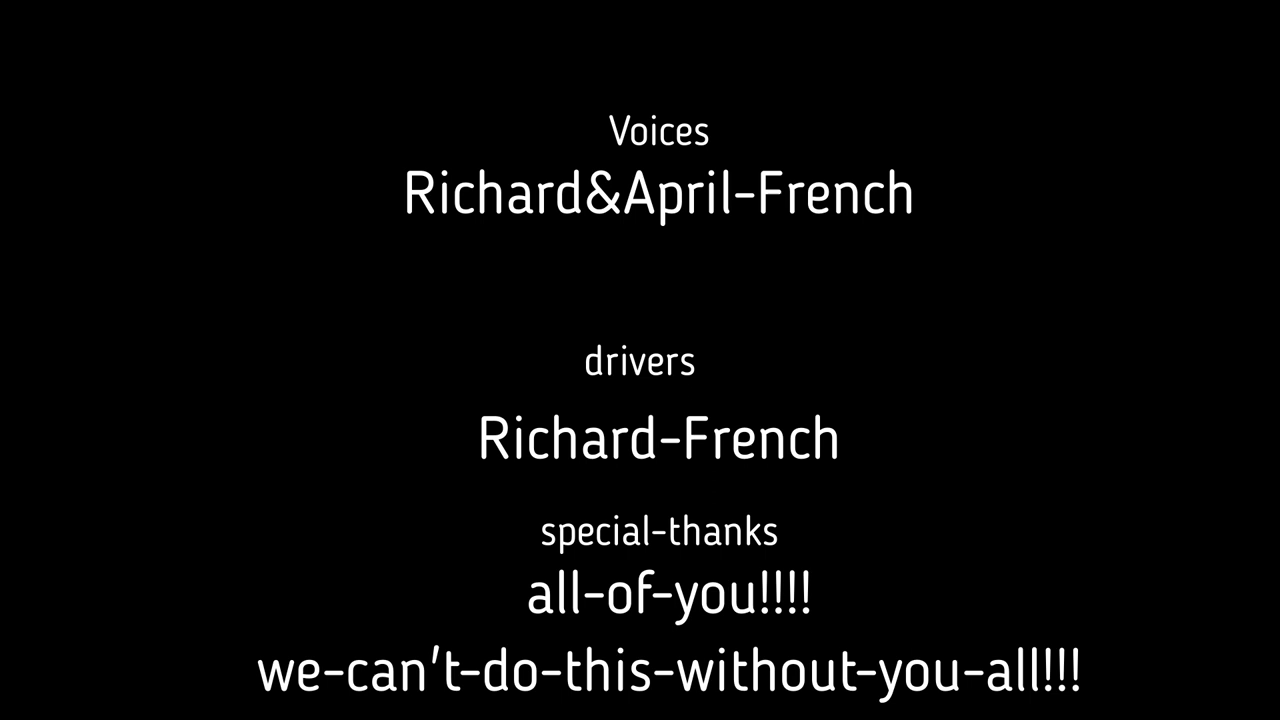 Voices
Richard&April-French
drivers
Richard-French
special-thanks
all-of-you!!!!
we-can't-do-this-without-you-all!!!